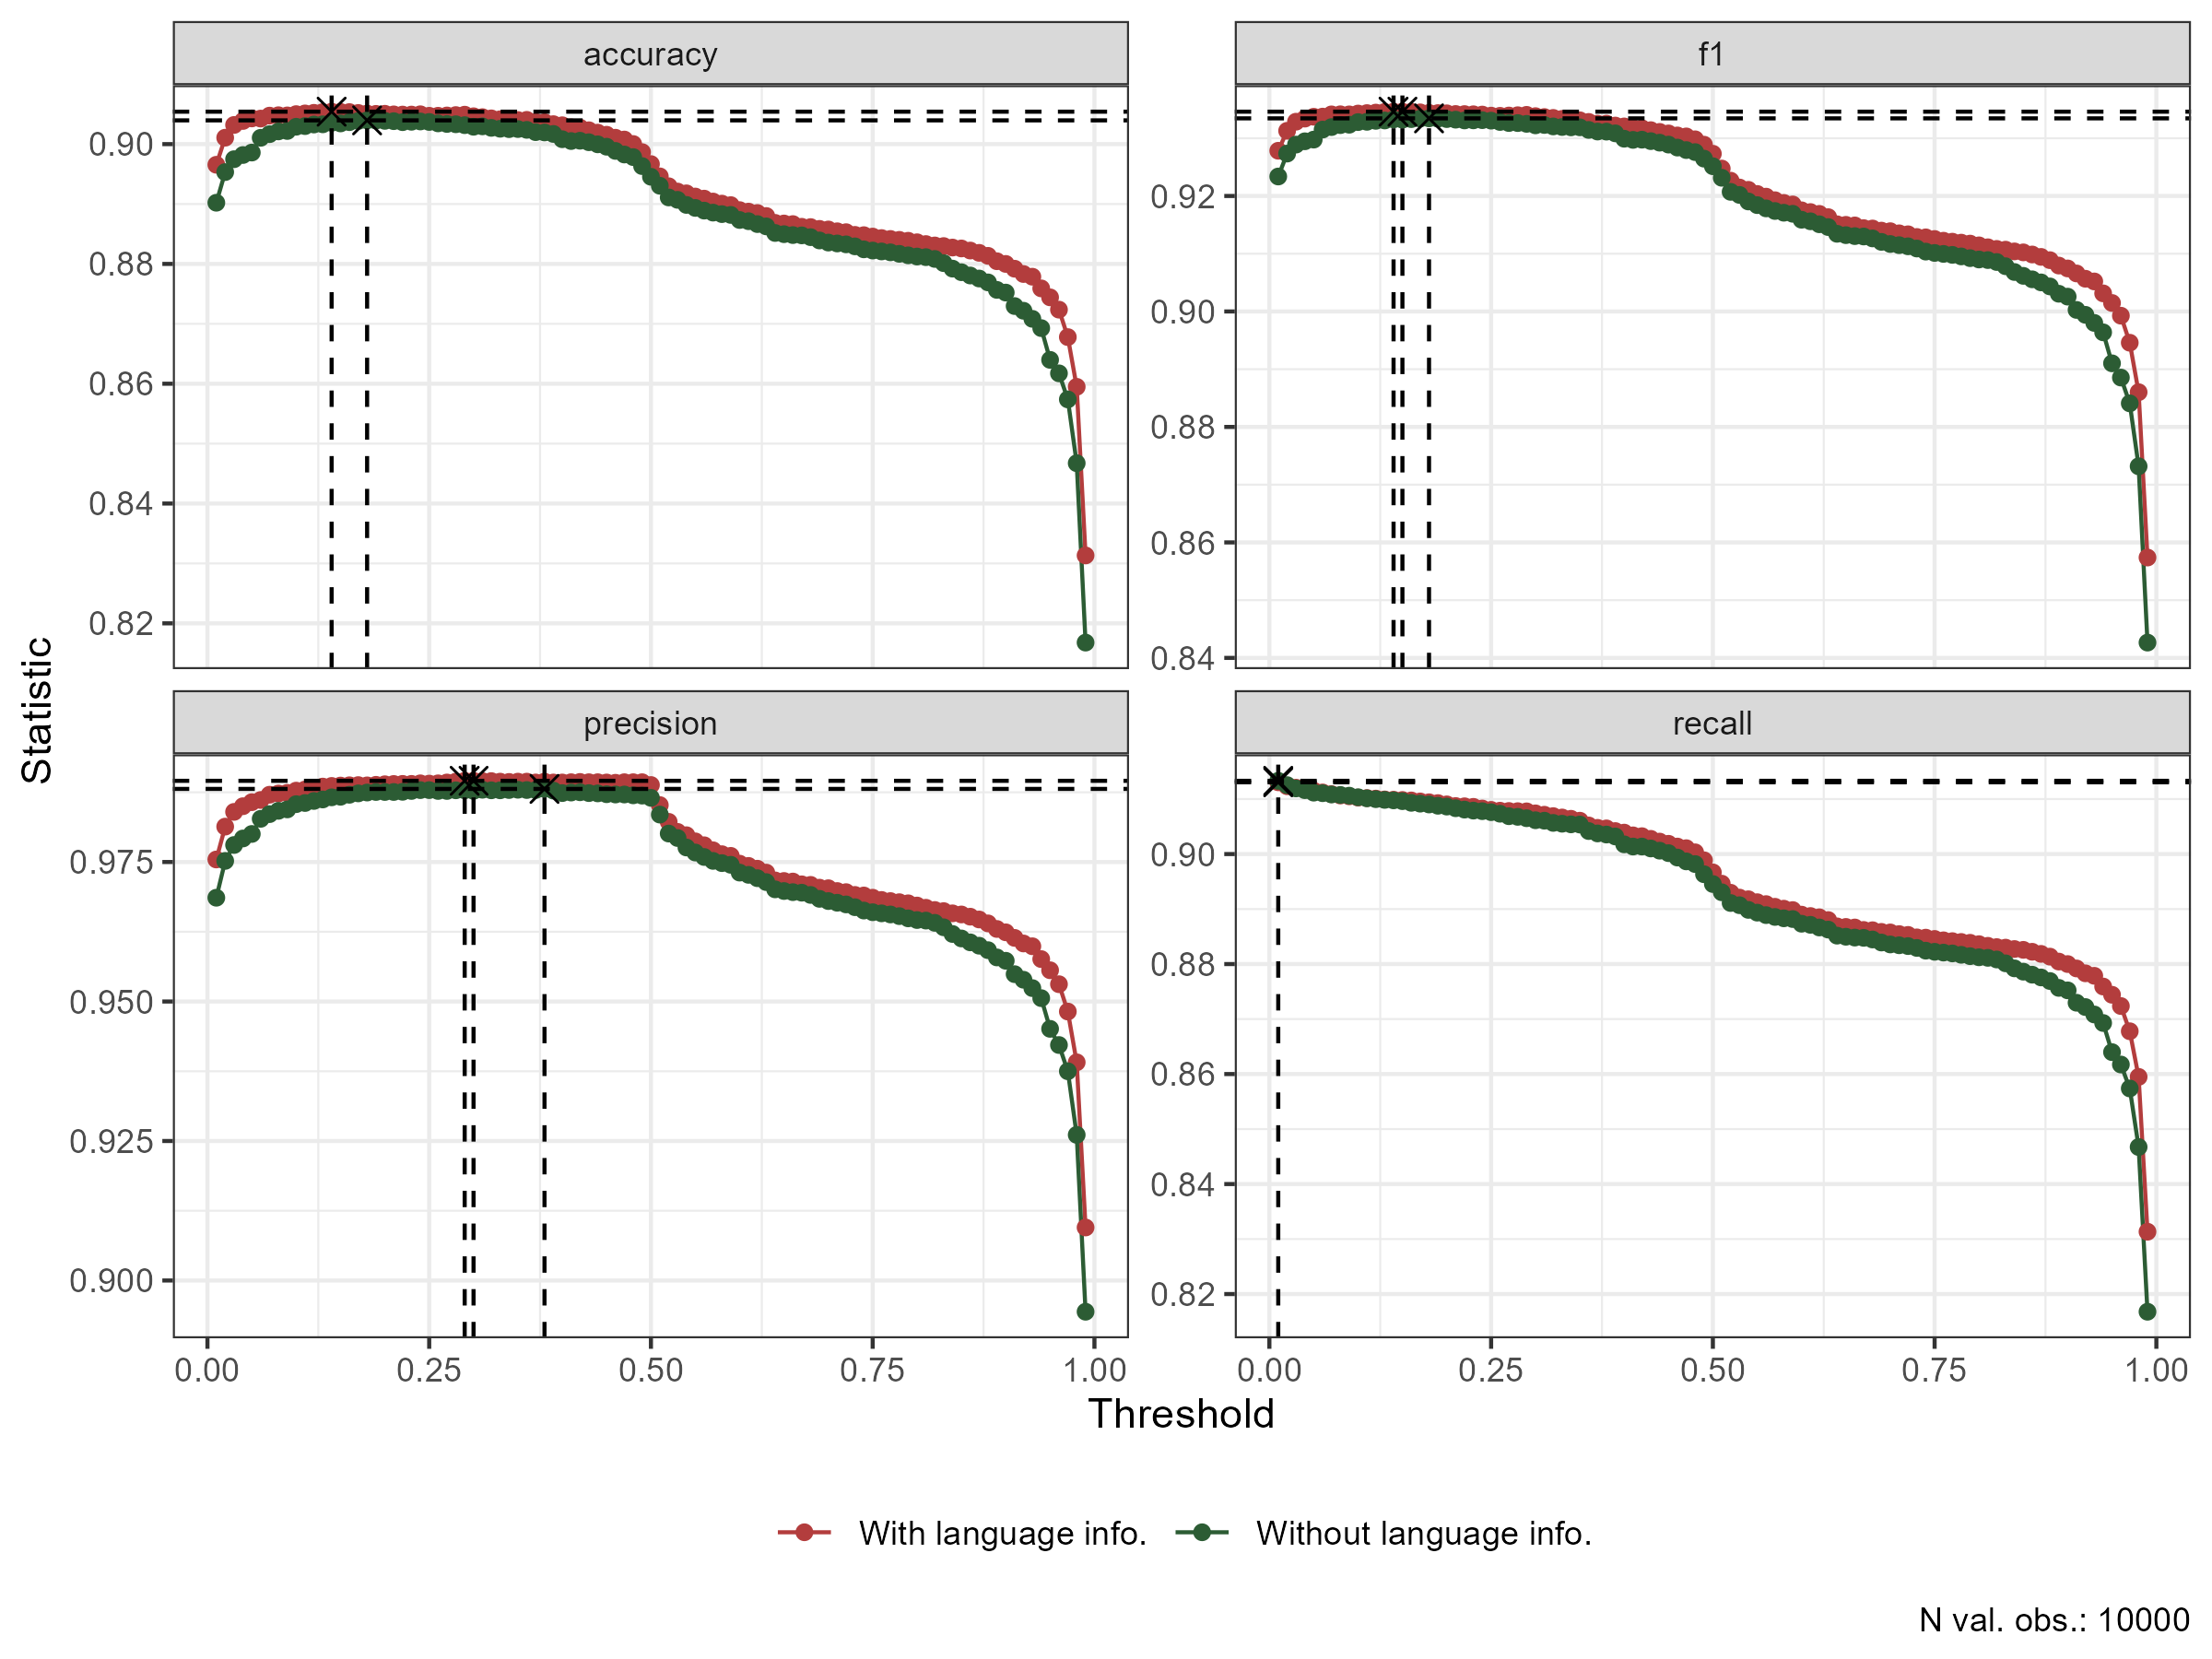 accuracy
f1
0.90
0.88
0.86
0.84
0.82
0.92
0.90
0.88
0.86
0.84
Statistic
precision
recall
0.975
0.950
0.925
0.900
0.90
0.88
0.86
0.84
0.82
0.00 0.25 0.50 0.75 1.00
0.00 0.25 0.50 0.75 1.00
Threshold
With language info. Without language info.
N val. obs.: 10000